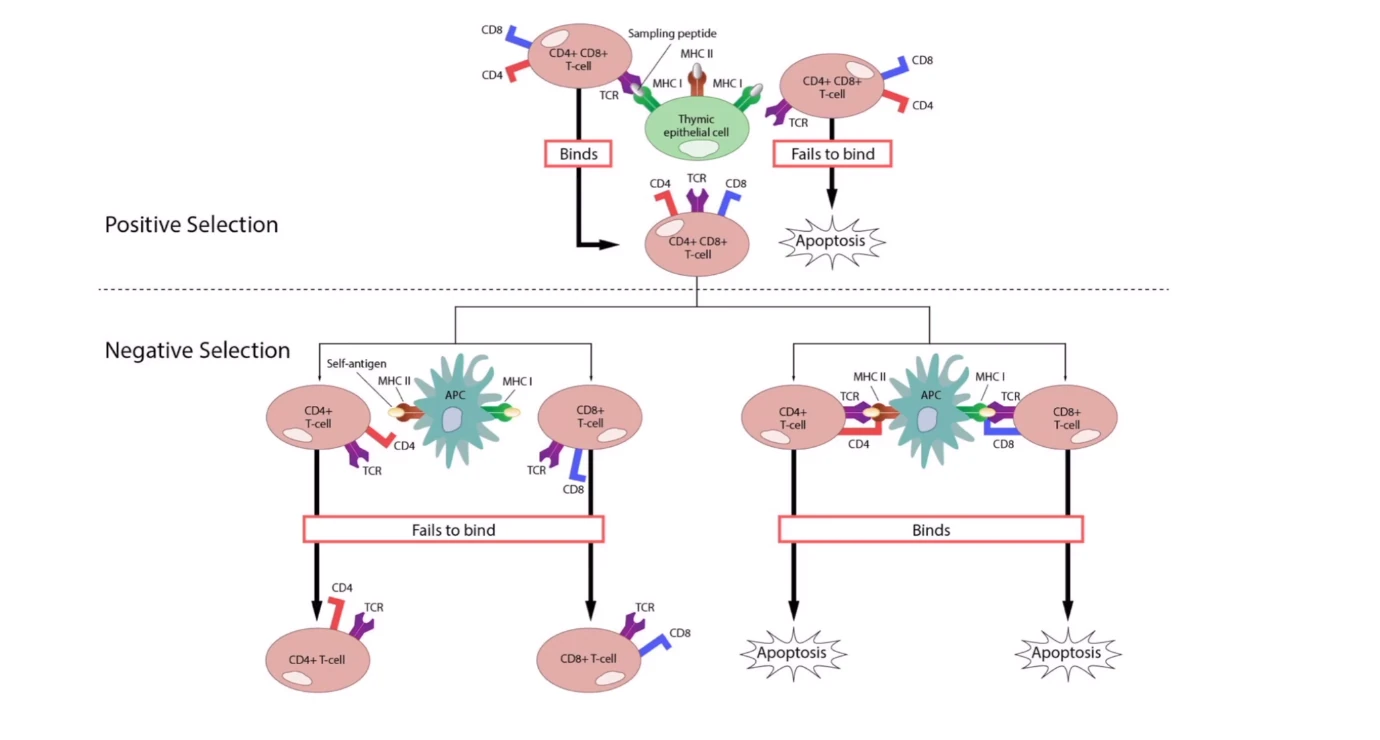 CD8
CD4
CD4+ CD8+
T-cell
TCR
Sampling peptide
MHC II
MHC I
MHC I
Thymic
epithelial cell
CD4+ CD8+
T-cell
TCR
CD8
CD4
Binds
Fails to bind
CD4
TCR
CD8
CD4+ CD8+
T-cell
Apoptosis
Positive Selection
Negative Selection
Self-antigen
MHC II
APC
MHC I
CD4+
T-cell
CD4
TCR
CD8+
T-cell
TCR
CD8
MHC II
APC
MHC I
CD4+
T-cell
TCR
CD4
TCR
CD8
CD8+
T-cell
Fails to bind
Binds
CD4
TCR
CD4+ T-cell
TCR
CD8
CD8+ T-cell
Apoptosis
Apoptosis